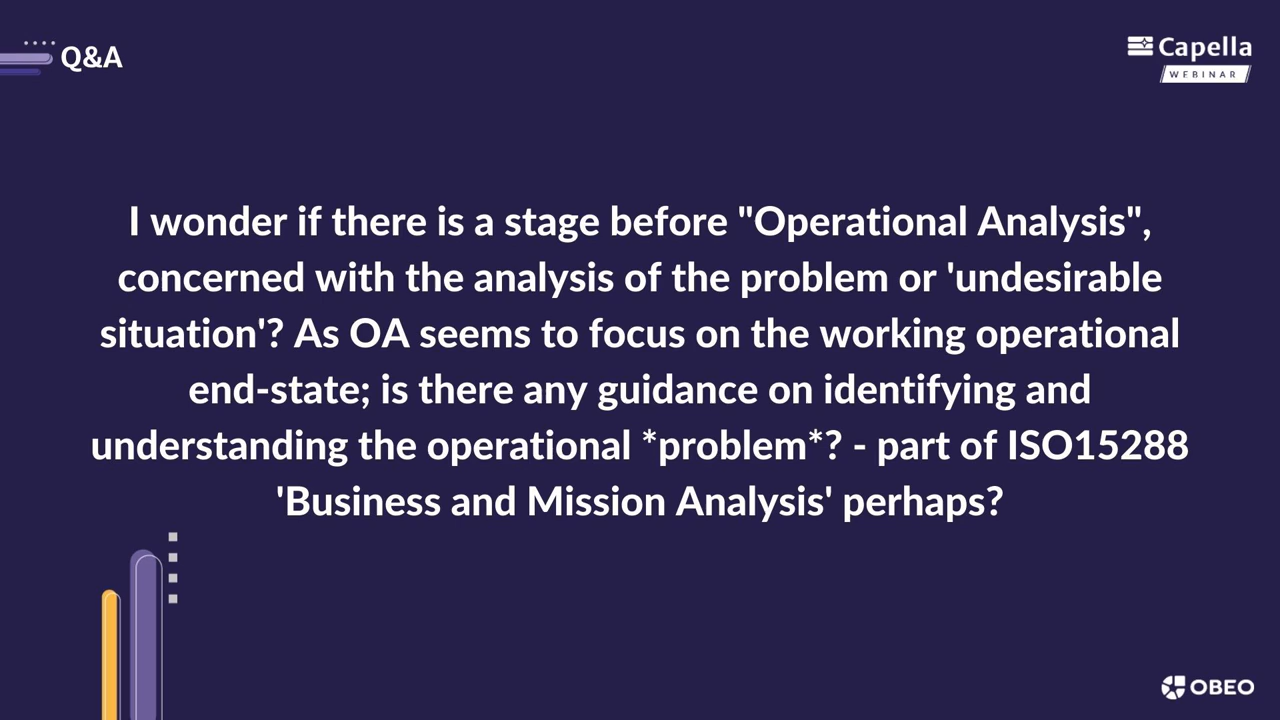 Q&A
Capella
WEBINAR
I wonder if there is a stage before "Operational Analysis",
concerned with the analysis of the problem or 'undesirable
situation'? As OA seems to focus on the working operational
end-state; is there any guidance on identifying and
understanding the operational *problem*? - part of ISO15288
'Business and Mission Analysis' perhaps?
OBEO